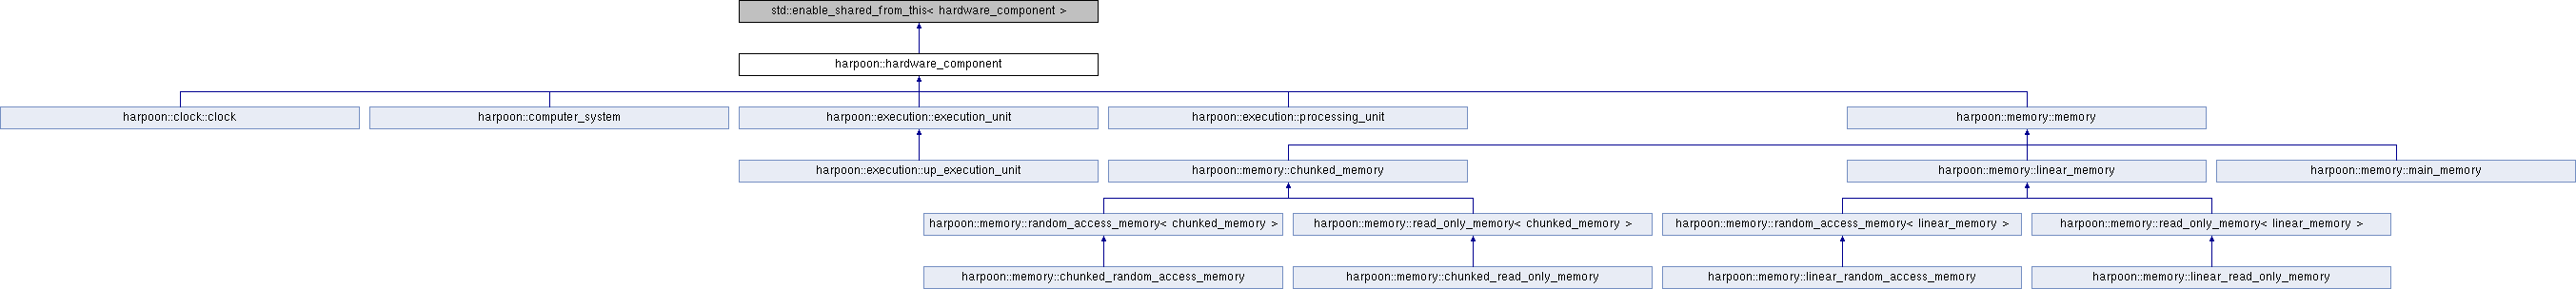 std::enable_shared_from_this< hardware_component >
harpoon::hardware_component
harpoon::clock::clock
harpoon::computer_system
harpoon::execution::execution_unit
harpoon::execution::processing_unit
harpoon::memory::memory
harpoon::execution::up_execution_unit
harpoon::memory::chunked_memory
harpoon::memory::linear_memory
harpoon::memory::main_memory
harpoon::memory::random_access_memory< chunked_memory >
harpoon::memory::read_only_memory< chunked_memory >
harpoon::memory::random_access_memory< linear_memory >
harpoon::memory::read_only_memory< linear_memory >
harpoon::memory::chunked_random_access_memory
harpoon::memory::chunked_read_only_memory
harpoon::memory::linear_random_access_memory
harpoon::memory::linear_read_only_memory